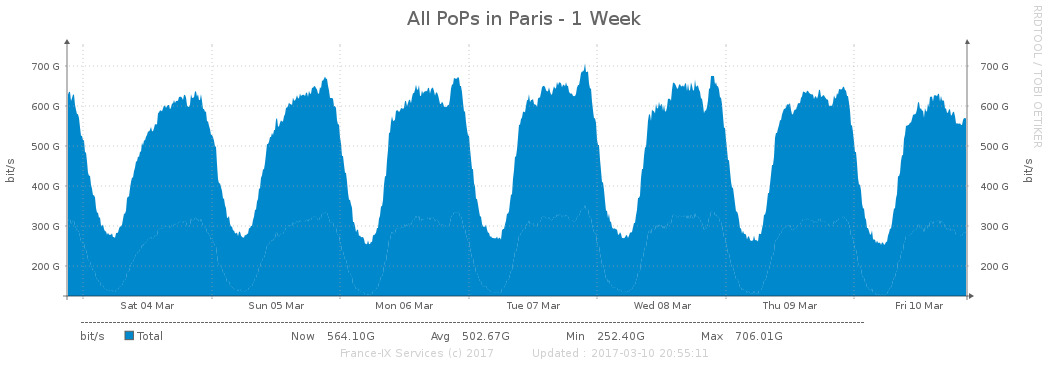 All PoPs in Paris - 1 Week
RRDTOOL / TOBI OETIKER
bit/s
bit/s
700 G 700 G
600 G 600 G
500 G 500 G
400 G 400 G
300 G 300 G
200 G 200 G
Sat 04 Mar Sun 05 Mar Mon 06 Mar Tue 07 Mar Wed 08 Mar Thu 09 Mar Fri 10 Mar
bit/s Total Now 564.10G Avg 502.67G Min 252.40G Max 706.01G
France-IX Services (c) 2017 Updated : 2017-03-10 20:55:11